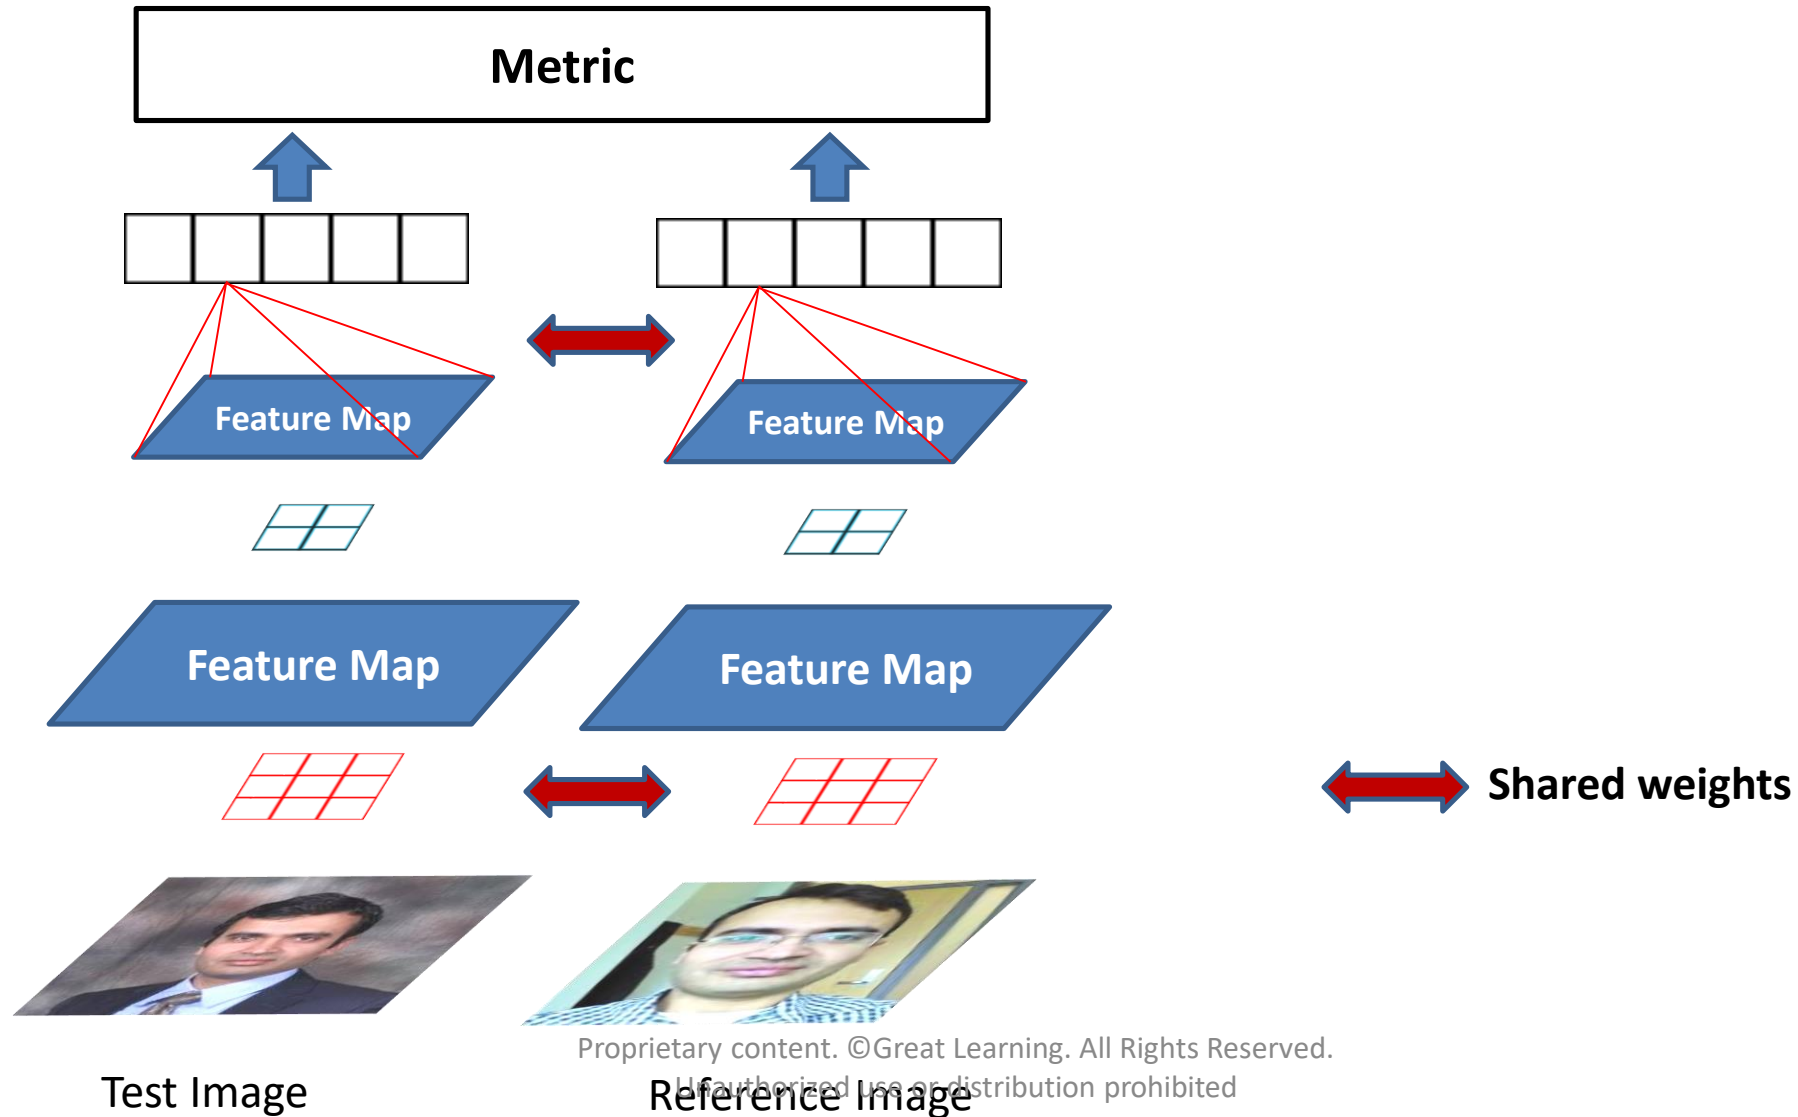 Metric
Feature Map
Feature Map
Feature Map
Feature Map
Shared weights
Proprietary content. ©Great Learning. All Rights Reserved.
Unauthorized use or distribution prohibited
Test Image
Reference Image